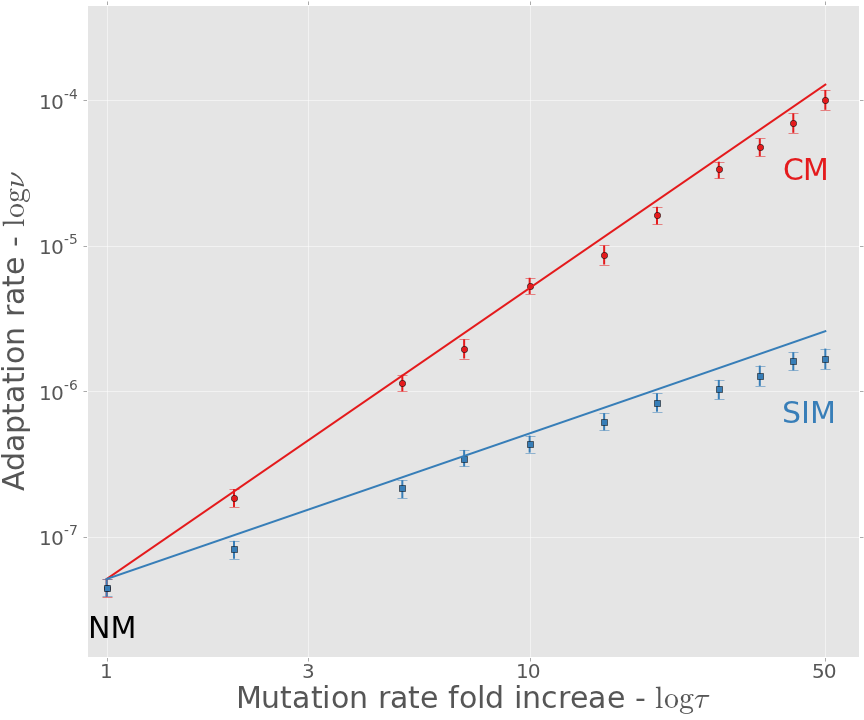 10-4
CM
10-5
Adaptation rate - logν
10-6
SIM
10-7
NM
1
3
10
50
Mutation rate fold increae - logτ